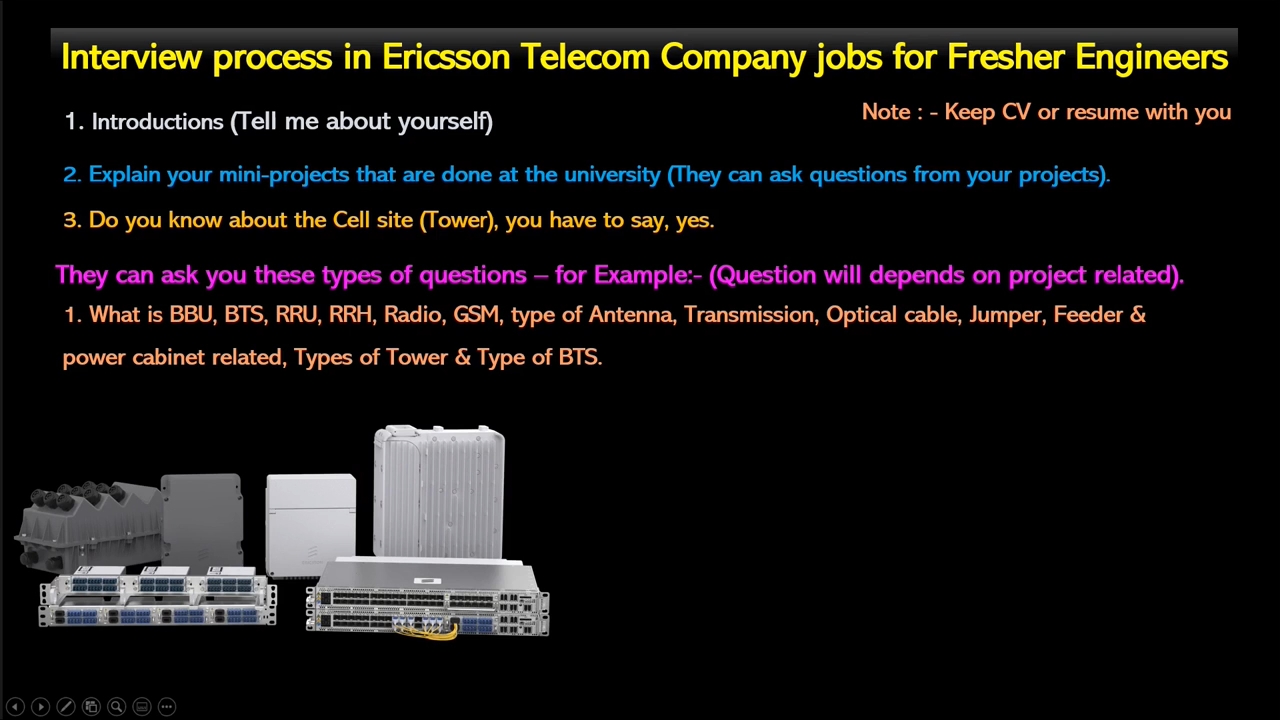 Interview process in Ericsson Telecom Company jobs for Fresher Engineers
Note : - Keep CV or resume with you
1. Introductions (Tell me about yourself)
2. Explain your mini-projects that are done at the university (They can ask questions from your projects).
3. Do you know about the Cell site (Tower), you have to say, yes.
They can ask you these types of questions – for Example:- (Question will depends on project related).
1. What is BBU, BTS, RRU, RRH, Radio, GSM, type of Antenna, Transmission, Optical cable, Jumper, Feeder &
power cabinet related, Types of Tower & Type of BTS.